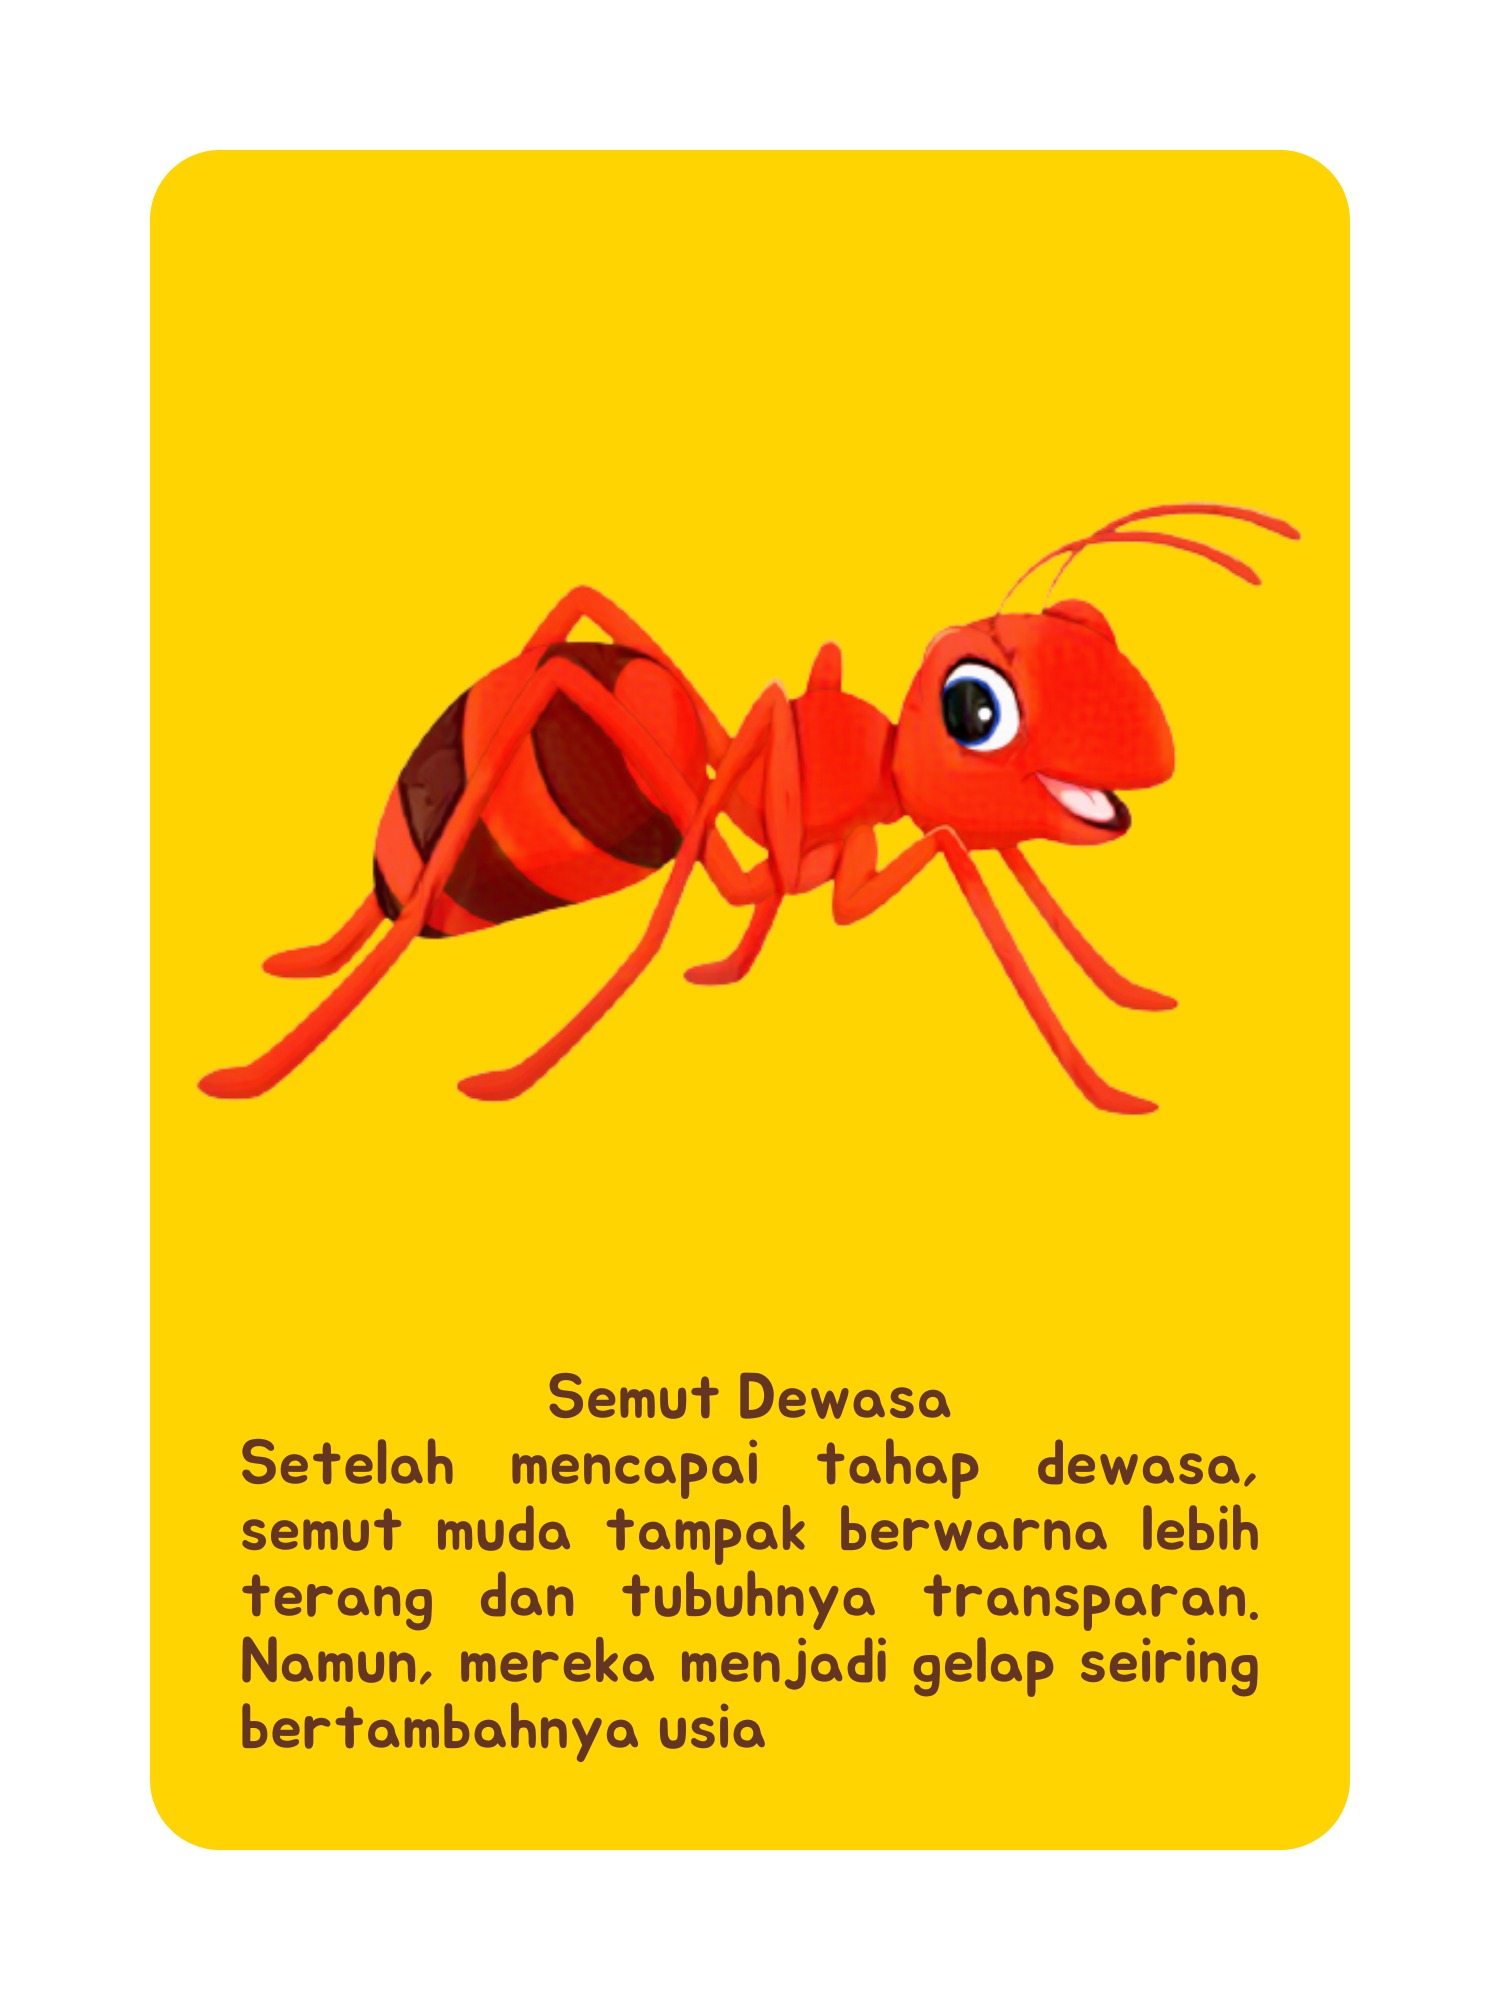 Semut Dewasa
Setelah mencapai tahap dewasa,
semut muda tampak berwarna lebih
terang dan tubuhnya transparan.
Namun, mereka menjadi gelap seiring
bertambahnya usia